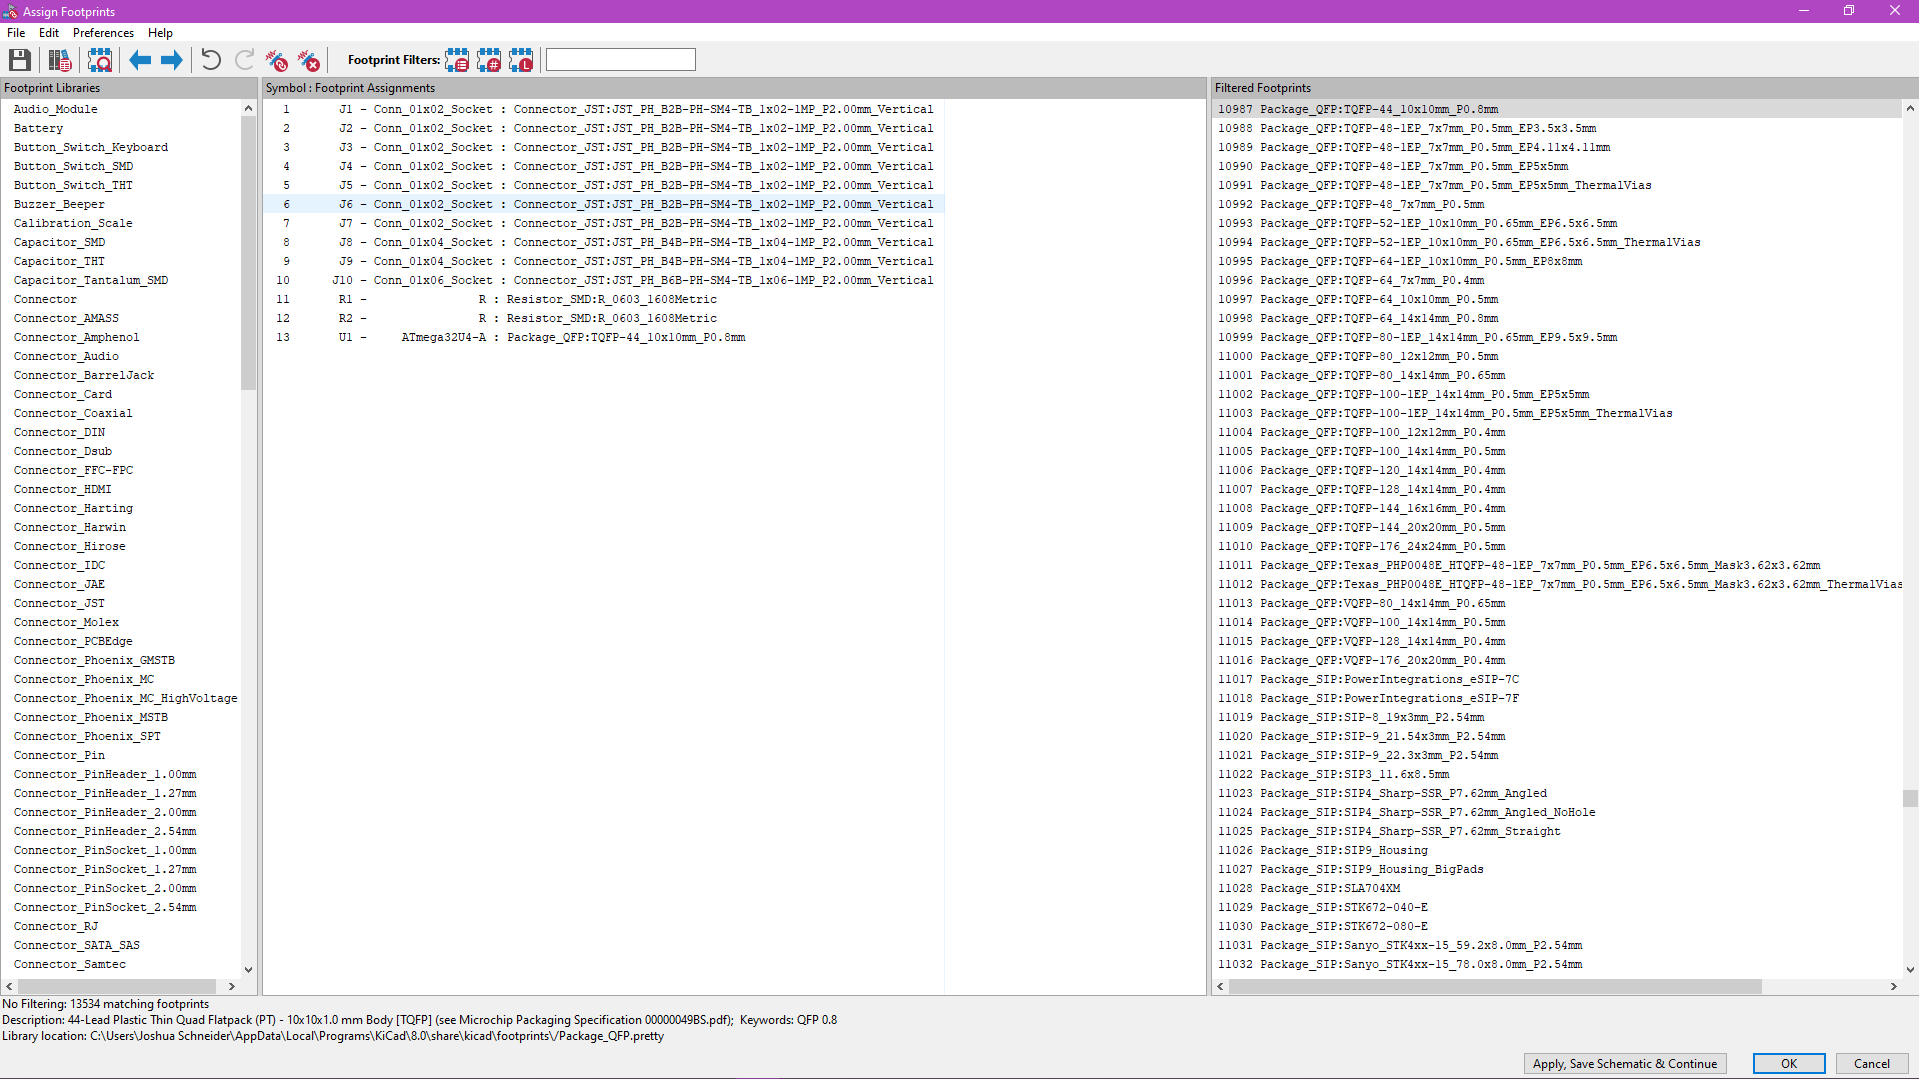 Assign Footprints
File Edit Preferences Help
Footprint Filters:
Footprint Libraries
Audio_Module
Battery
Button_Switch_Keyboard
Button_Switch_SMD
Button_Switch_THT
Buzzer_Beeper
Calibration_Scale
Capacitor_SMD
Capacitor_THT
Capacitor_Tantalum_SMD
Connector
Connector_AMASS
Connector_Amphenol
Connector_Audio
Connector_BarrelJack
Connector_Card
Connector_Coaxial
Connector_DIN
Connector_Dsub
Connector_FFC-FPC
Connector_HDMI
Connector_Harting
Connector_Harwin
Connector_Hirose
Connector_IDC
Connector_JAE
Connector_JST
Connector_Molex
Connector_PCBEdge
Connector_Phoenix_GMSTB
Connector_Phoenix_MC
Connector_Phoenix_MC_HighVoltage
Connector_Phoenix_MSTB
Connector_Phoenix_SPT
Connector_Pin
Connector_PinHeader_1.00mm
Connector_PinHeader_1.27mm
Connector_PinHeader_2.00mm
Connector_PinHeader_2.54mm
Connector_PinSocket_1.00mm
Connector_PinSocket_1.27mm
Connector_PinSocket_2.00mm
Connector_PinSocket_2.54mm
Connector_RJ
Connector_SATA_SAS
Connector_Samtec
Symbol : Footprint Assignments
1 J1 - Conn_01x02_Socket : Connector_JST:JST_PH_B2B-PH-SM4-TB_1x02-1MP_P2.00mm_Vertical
2 J2 - Conn_01x02_Socket : Connector_JST:JST_PH_B2B-PH-SM4-TB_1x02-1MP_P2.00mm_Vertical
3 J3 - Conn_01x02_Socket : Connector_JST:JST_PH_B2B-PH-SM4-TB_1x02-1MP_P2.00mm_Vertical
4 J4 - Conn_01x02_Socket : Connector_JST:JST_PH_B2B-PH-SM4-TB_1x02-1MP_P2.00mm_Vertical
5 J5 - Conn_01x02_Socket : Connector_JST:JST_PH_B2B-PH-SM4-TB_1x02-1MP_P2.00mm_Vertical
6 J6 - Conn_01x02_Socket : Connector_JST:JST_PH_B2B-PH-SM4-TB_1x02-1MP_P2.00mm_Vertical
7 J7 - Conn_01x02_Socket : Connector_JST:JST_PH_B2B-PH-SM4-TB_1x02-1MP_P2.00mm_Vertical
8 J8 - Conn_01x04_Socket : Connector_JST:JST_PH_B4B-PH-SM4-TB_1x04-1MP_P2.00mm_Vertical
9 J9 - Conn_01x04_Socket : Connector_JST:JST_PH_B4B-PH-SM4-TB_1x04-1MP_P2.00mm_Vertical
10 J10 - Conn_01x06_Socket : Connector_JST:JST_PH_B6B-PH-SM4-TB_1x06-1MP_P2.00mm_Vertical
11 R1 - R : Resistor_SMD:R_0603_1608Metric
12 R2 - R : Resistor_SMD:R_0603_1608Metric
13 U1 - ATmega32U4-A : Package_QFP:TQFP-44_10x10mm_P0.8mm
Filtered Footprints
10987 Package_QFP:TQFP-44_10x10mm_P0.8mm
10988 Package_QFP:TQFP-48-1EP_7x7mm_P0.5mm_EP3.5x3.5mm
10989 Package_QFP:TQFP-48-1EP_7x7mm_P0.5mm_EP4.11x4.11mm
10990 Package_QFP:TQFP-48-1EP_7x7mm_P0.5mm_EP5x5mm
10991 Package_QFP:TQFP-48-1EP_7x7mm_P0.5mm_EP5x5mm_ThermalVias
10992 Package_QFP:TQFP-48_7x7mm_P0.5mm
10993 Package_QFP:TQFP-52-1EP_10x10mm_P0.65mm_EP6.5x6.5mm
10994 Package_QFP:TQFP-52-1EP_10x10mm_P0.65mm_EP6.5x6.5mm_ThermalVias
10995 Package_QFP:TQFP-64-1EP_10x10mm_P0.5mm_EP8x8mm
10996 Package_QFP:TQFP-64_7x7mm_P0.4mm
10997 Package_QFP:TQFP-64_10x10mm_P0.5mm
10998 Package_QFP:TQFP-64_14x14mm_P0.8mm
10999 Package_QFP:TQFP-80-1EP_14x14mm_P0.65mm_EP9.5x9.5mm
11000 Package_QFP:TQFP-80_12x12mm_P0.5mm
11001 Package_QFP:TQFP-80_14x14mm_P0.65mm
11002 Package_QFP:TQFP-100-1EP_14x14mm_P0.5mm_EP5x5mm
11003 Package_QFP:TQFP-100-1EP_14x14mm_P0.5mm_EP5x5mm_ThermalVias
11004 Package_QFP:TQFP-100_12x12mm_P0.4mm
11005 Package_QFP:TQFP-100_14x14mm_P0.5mm
11006 Package_QFP:TQFP-120_14x14mm_P0.4mm
11007 Package_QFP:TQFP-128_14x14mm_P0.4mm
11008 Package_QFP:TQFP-144_16x16mm_P0.4mm
11009 Package_QFP:TQFP-144_20x20mm_P0.5mm
11010 Package_QFP:TQFP-176_24x24mm_P0.5mm
11011 Package_QFP:Texas_PHP0048E_HTQFP-48-1EP_7x7mm_P0.5mm_EP6.5x6.5mm_Mask3.62x3.62mm
11012 Package_QFP:Texas_PHP0048E_HTQFP-48-1EP_7x7mm_P0.5mm_EP6.5x6.5mm_Mask3.62x3.62mm_ThermalVias
11013 Package_QFP:VQFP-80_14x14mm_P0.65mm
11014 Package_QFP:VQFP-100_14x14mm_P0.5mm
11015 Package_QFP:VQFP-128_14x14mm_P0.4mm
11016 Package_QFP:VQFP-176_20x20mm_P0.4mm
11017 Package_SIP:PowerIntegrations_eSIP-7C
11018 Package_SIP:PowerIntegrations_eSIP-7F
11019 Package_SIP:SIP-8_19x3mm_P2.54mm
11020 Package_SIP:SIP-9_21.54x3mm_P2.54mm
11021 Package_SIP:SIP-9_22.3x3mm_P2.54mm
11022 Package_SIP:SIP3_11.6x8.5mm
11023 Package_SIP:SIP4_Sharp-SSR_P7.62mm_Angled
11024 Package_SIP:SIP4_Sharp-SSR_P7.62mm_Angled_NoHole
11025 Package_SIP:SIP4_Sharp-SSR_P7.62mm_Straight
11026 Package_SIP:SIP9_Housing
11027 Package_SIP:SIP9_Housing_BigPads
11028 Package_SIP:SLA704XM
11029 Package_SIP:STK672-040-E
11030 Package_SIP:STK672-080-E
11031 Package_SIP:Sanyo_STK4xx-15_59.2x8.0mm_P2.54mm
11032 Package_SIP:Sanyo_STK4xx-15_78.0x8.0mm_P2.54mm
No Filtering: 13534 matching footprints
Description: 44-Lead Plastic Thin Quad Flatpack (PT) - 10x10x1.0 mm Body [TQFP] (see Microchip Packaging Specification 00000049BS.pdf); Keywords: QFP 0.8
Library location: C:\Users\Joshua Schneider\AppData\Local\Programs\KiCad\8.0\share\kicad\footprints\/Package_QFP.pretty
Apply, Save Schematic & Continue
OK
Cancel